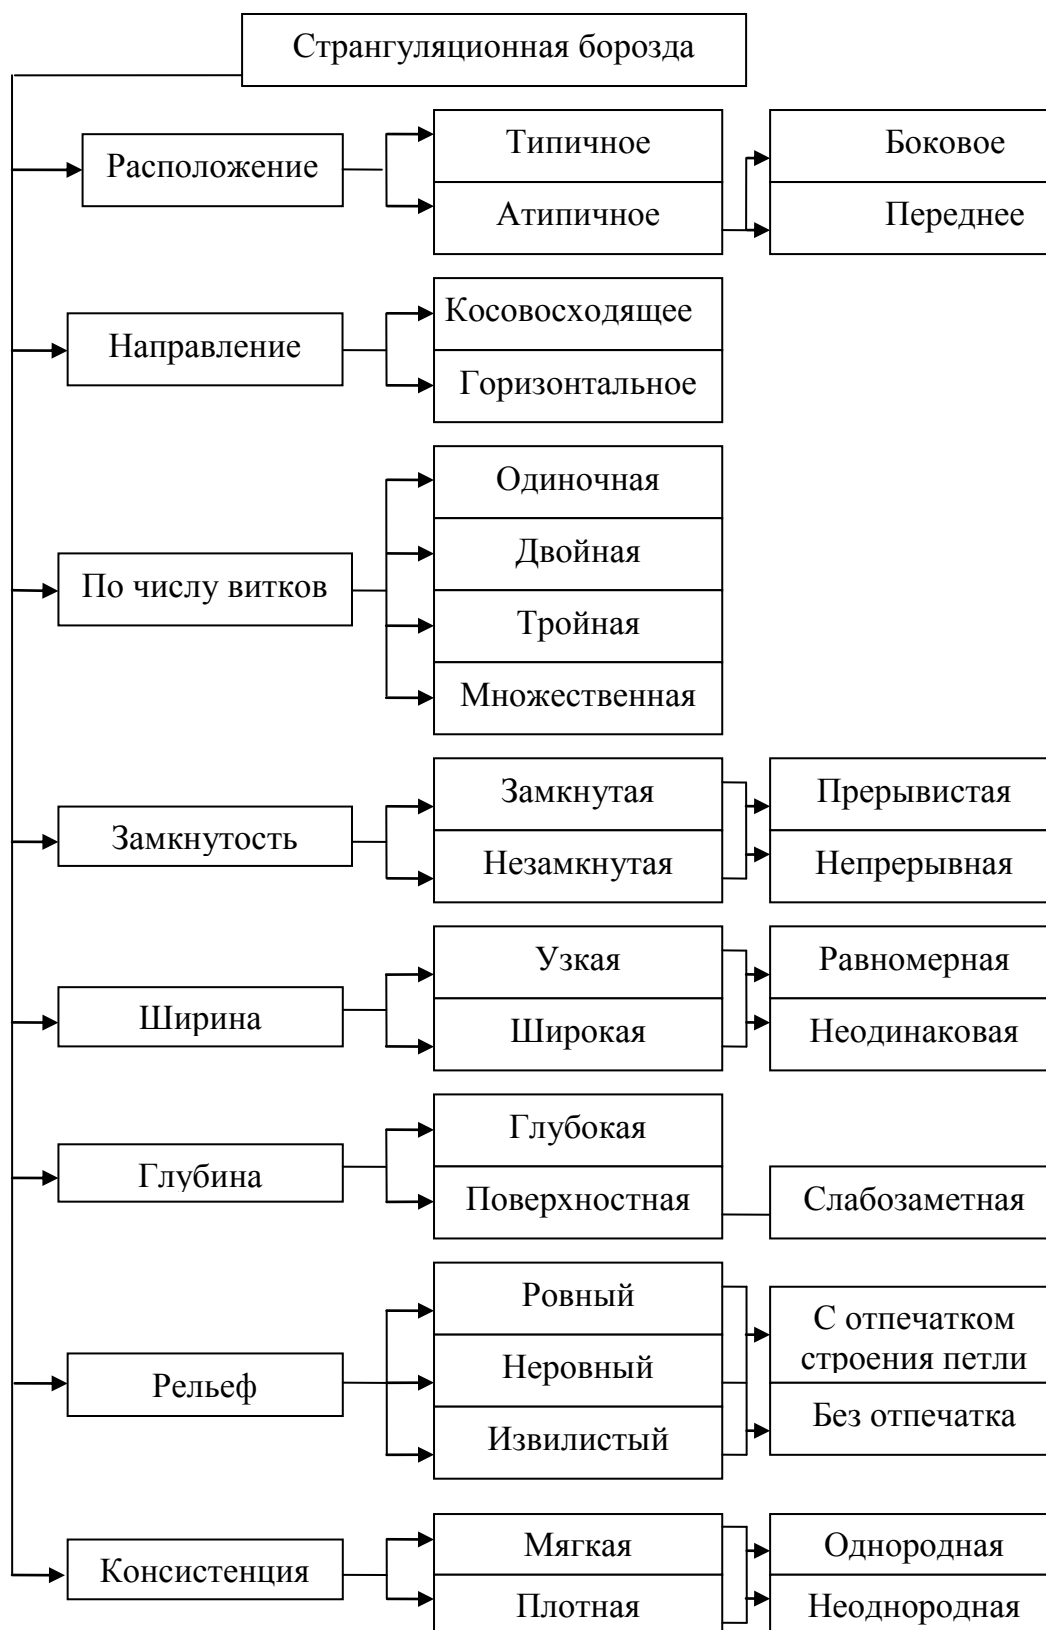 Странгуляционная борозда
Расположение
Типичное
Атипичное
Боковое
Переднее
Направление
Косовосходящее
Горизонтальное
По числу витков
Одиночная
Двойная
Тройная
Множественная
Замкнутость
Замкнутая
Незамкнутая
Прерывистая
Непрерывная
Ширина
Узкая
Широкая
Равномерная
Неодинаковая
Глубина
Глубокая
Поверхностная
Слабозаметная
Рельеф
Ровный
Неровный
Извилистый
С отпечатком
строения петли
Без отпечатка
Консистенция
Мягкая
Плотная
Однородная
Неоднородная